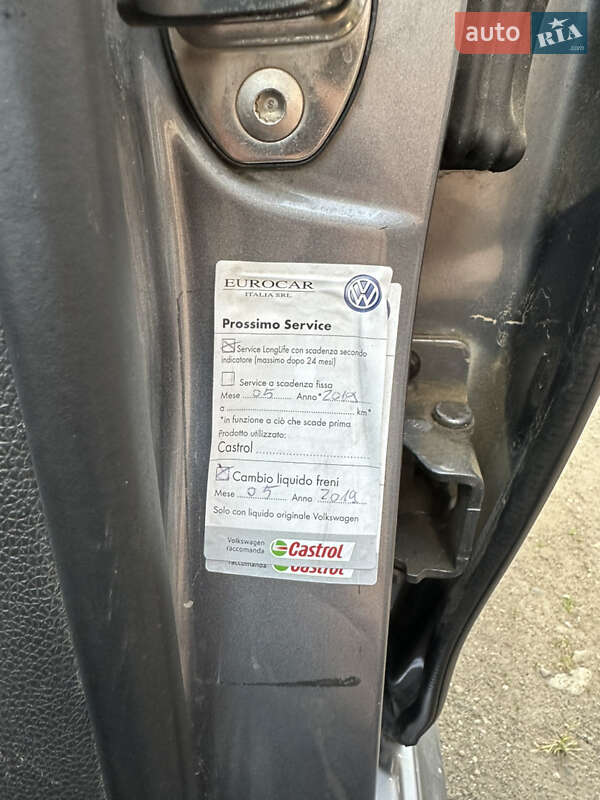 auto RIA.com
EUROCAR
ITALIA SRL
Prossimo Service
Service LongLife con scadenza secondo
indicatore (massimo dopo 24 mesi)
Service a scadenza fissa
Mese 05 Anno* 2019
a km*
*in funzione a ciò che scade prima
Prodotto utilizzato:
Castrol
Cambio liquido freni
Mese 05 Anno 2019
Solo con liquido originale Volkswagen
Volkswagen
raccomanda Castrol
raccomanda Castrol